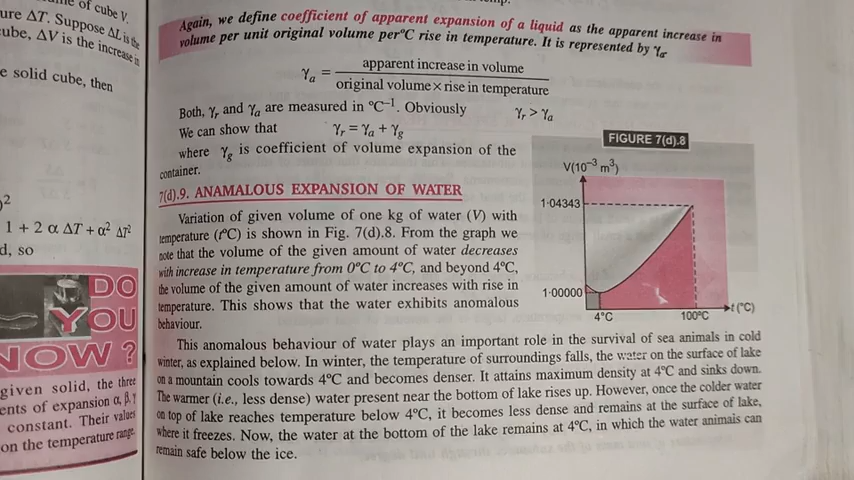 me of cube V.
ure ΔT. Suppose ΔL is the
cube, ΔV is the increase in
e solid cube, then
)²
1 + 2 α ΔT + α² ΔT²
d, so
DO
YOU
NOW ?
given solid, the three
ents of expansion α, β, γ
constant. Their values
on the temperature range.
Again, we define coefficient of apparent expansion of a liquid as the apparent increase in
volume per unit original volume per°C rise in temperature. It is represented by γₐ.
γₐ = apparent increase in volume / original volume × rise in temperature
Both, γᵣ and γₐ are measured in °C⁻¹. Obviously γᵣ > γₐ
We can show that γᵣ = γₐ + γg
where γg is coefficient of volume expansion of the
container.
7(d).9. ANAMALOUS EXPANSION OF WATER
Variation of given volume of one kg of water (V) with
temperature (t°C) is shown in Fig. 7(d).8. From the graph we
note that the volume of the given amount of water decreases
with increase in temperature from 0°C to 4°C, and beyond 4°C,
the volume of the given amount of water increases with rise in
temperature. This shows that the water exhibits anomalous
behaviour.
FIGURE 7(d).8
V(10⁻³ m³)
1·04343
1·00000
4°C
100°C
t (°C)
This anomalous behaviour of water plays an important role in the survival of sea animals in cold
winter, as explained below. In winter, the temperature of surroundings falls, the water on the surface of lake
on a mountain cools towards 4°C and becomes denser. It attains maximum density at 4°C and sinks down.
The warmer (i.e., less dense) water present near the bottom of lake rises up. However, once the colder water
on top of lake reaches temperature below 4°C, it becomes less dense and remains at the surface of lake,
where it freezes. Now, the water at the bottom of the lake remains at 4°C, in which the water animals can
remain safe below the ice.